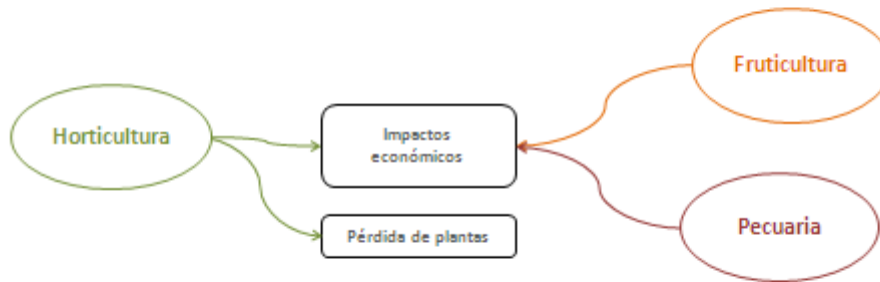 Fruticultura
Horticultura
Impactos
económicos
Pérdida de plantas
Pecuaria